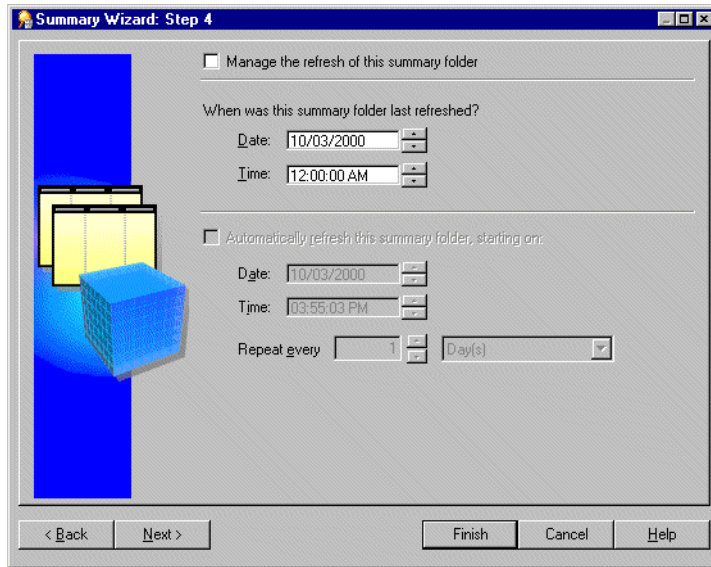 Summary Wizard: Step 4
Manage the refresh of this summary folder
When was this summary folder last refreshed?
Date: 10/03/2000
Time: 12:00:00 AM
Automatically refresh this summary folder, starting on:
Date: 10/03/2000
Time: 03:55:03 PM
Repeat every 1 Day(s)
< Back Next > Finish Cancel Help